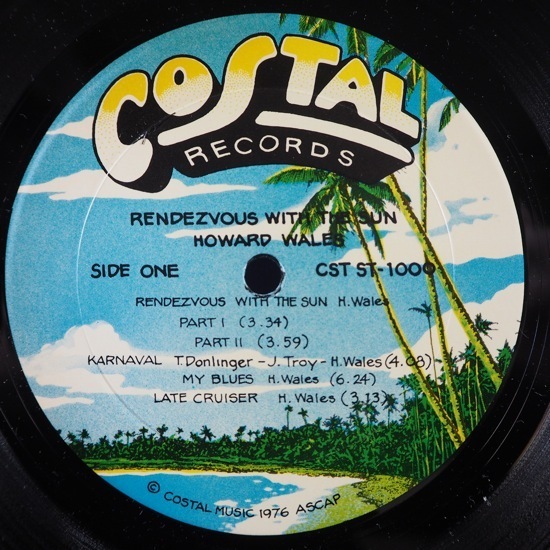 COSTAL
RECORDS
RENDEZVOUS WITH THE SUN
HOWARD WALES
SIDE ONE CST ST-1000
RENDEZVOUS WITH THE SUN H. Wales
PART I (3.34)
PART II (3.59)
KARNAVAL T Donlinger - J. Troy - H. Wales (4.03)
MY BLUES H. Wales (6.24)
LATE CRUISER H. Wales (3.13)
© COSTAL MUSIC 1976 ASCAP